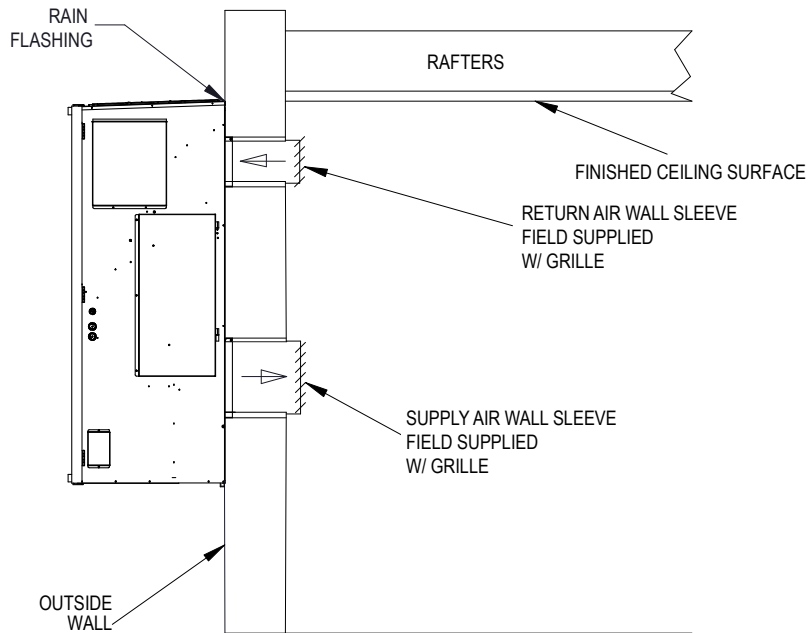 RAIN
FLASHING
RAFTERS
FINISHED CEILING SURFACE
RETURN AIR WALL SLEEVE
FIELD SUPPLIED
W/ GRILLE
SUPPLY AIR WALL SLEEVE
FIELD SUPPLIED
W/ GRILLE
OUTSIDE
WALL